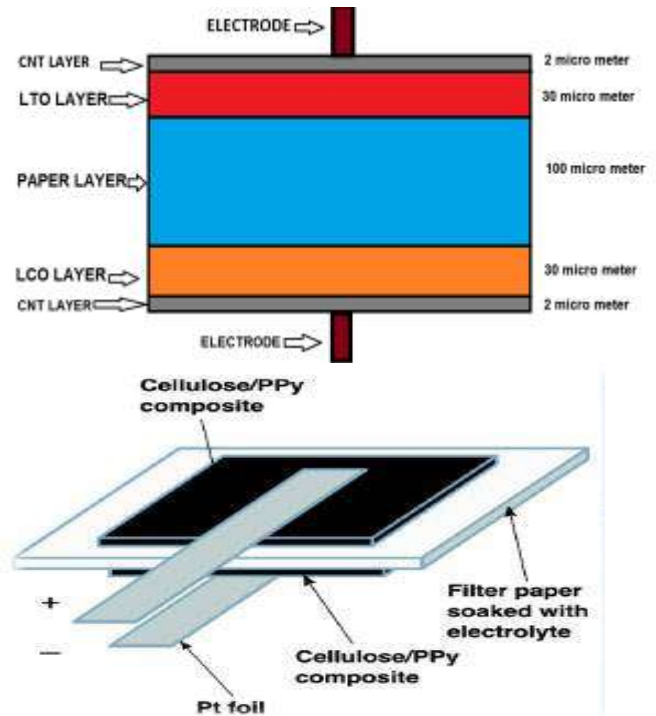 ELECTRODE
CNT LAYER
2 micro meter
LTO LAYER
30 micro meter
PAPER LAYER
100 micro meter
LCO LAYER
30 micro meter
CNT LAYER
2 micro meter
ELECTRODE
Cellulose/PPy
composite
+
—
Filter paper
soaked with
electrolyte
Cellulose/PPy
composite
Pt foil